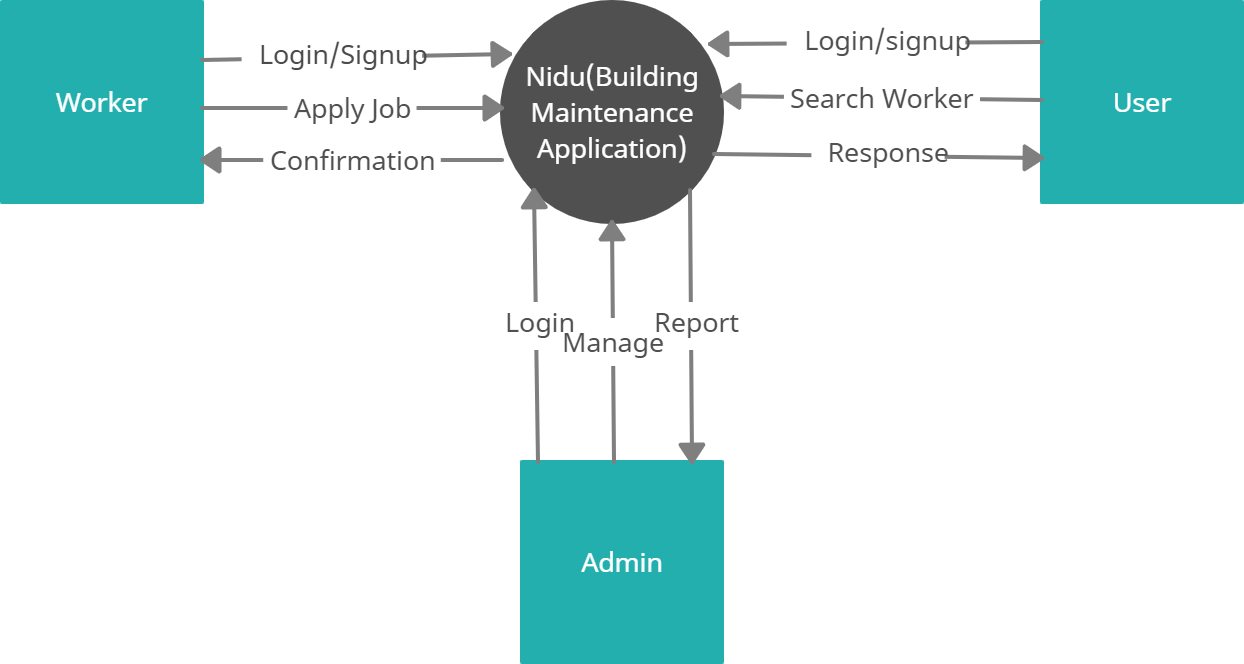 Worker
Login/Signup
Apply Job
Confirmation
Nidu(Building
Maintenance
Application)
Login/signup
Search Worker
Response
User
Login
Manage
Report
Admin